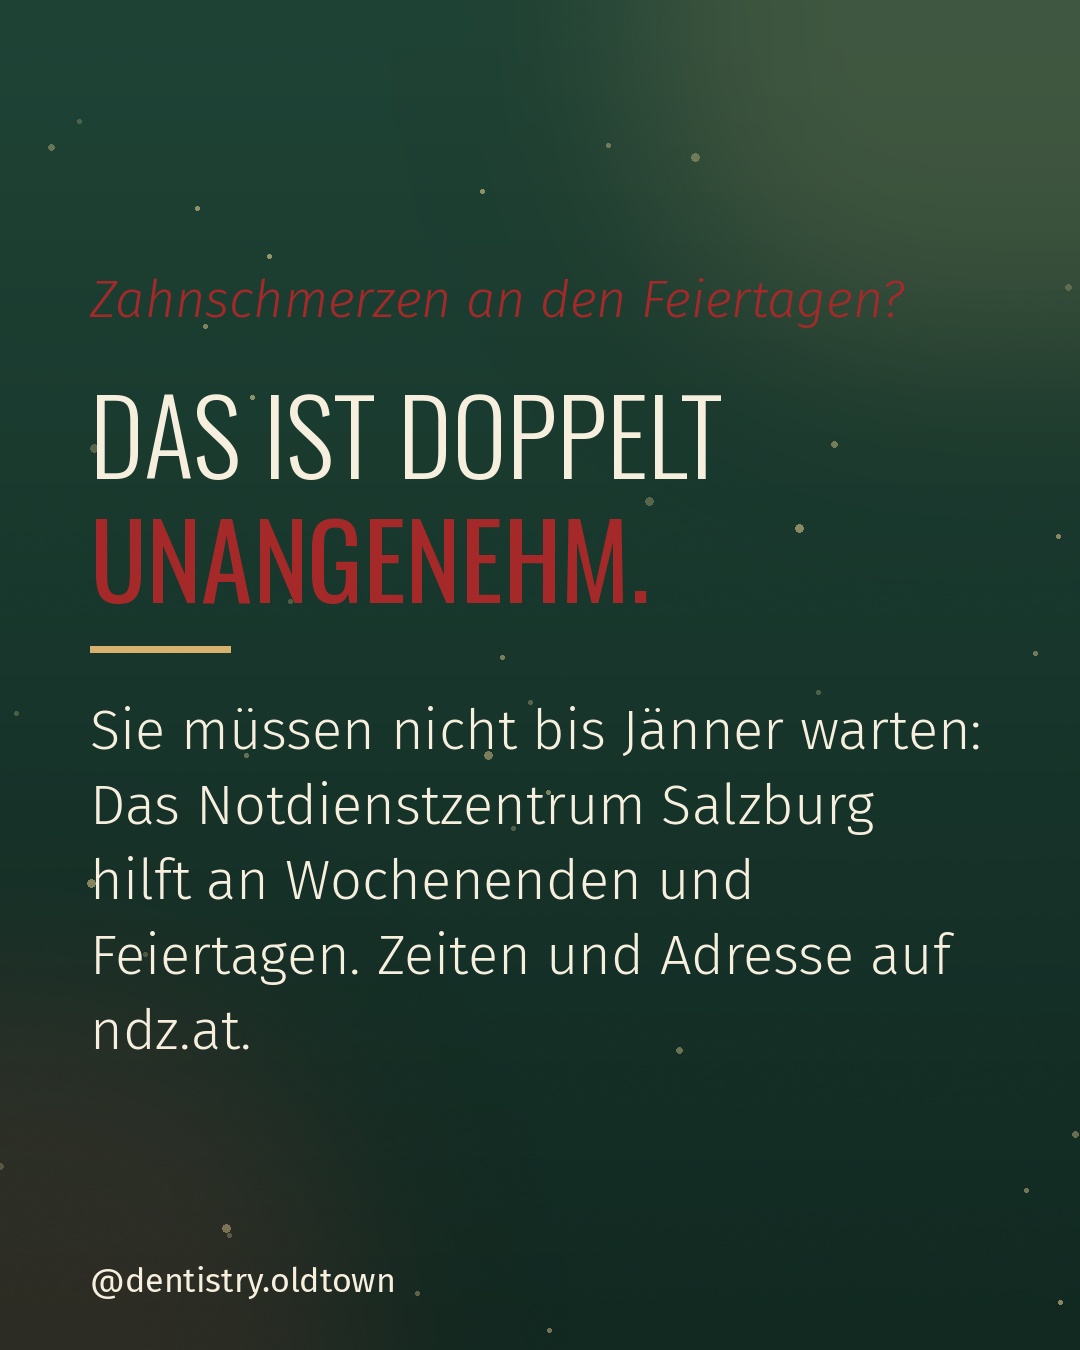 Zahnschmerzen an den Feiertagen?
DAS IST DOPPELT
UNANGENEHM.
Sie müssen nicht bis Jänner warten:
Das Notdienstzentrum Salzburg
hilft an Wochenenden und
Feiertagen. Zeiten und Adresse auf
ndz.at.
@dentistry.oldtown